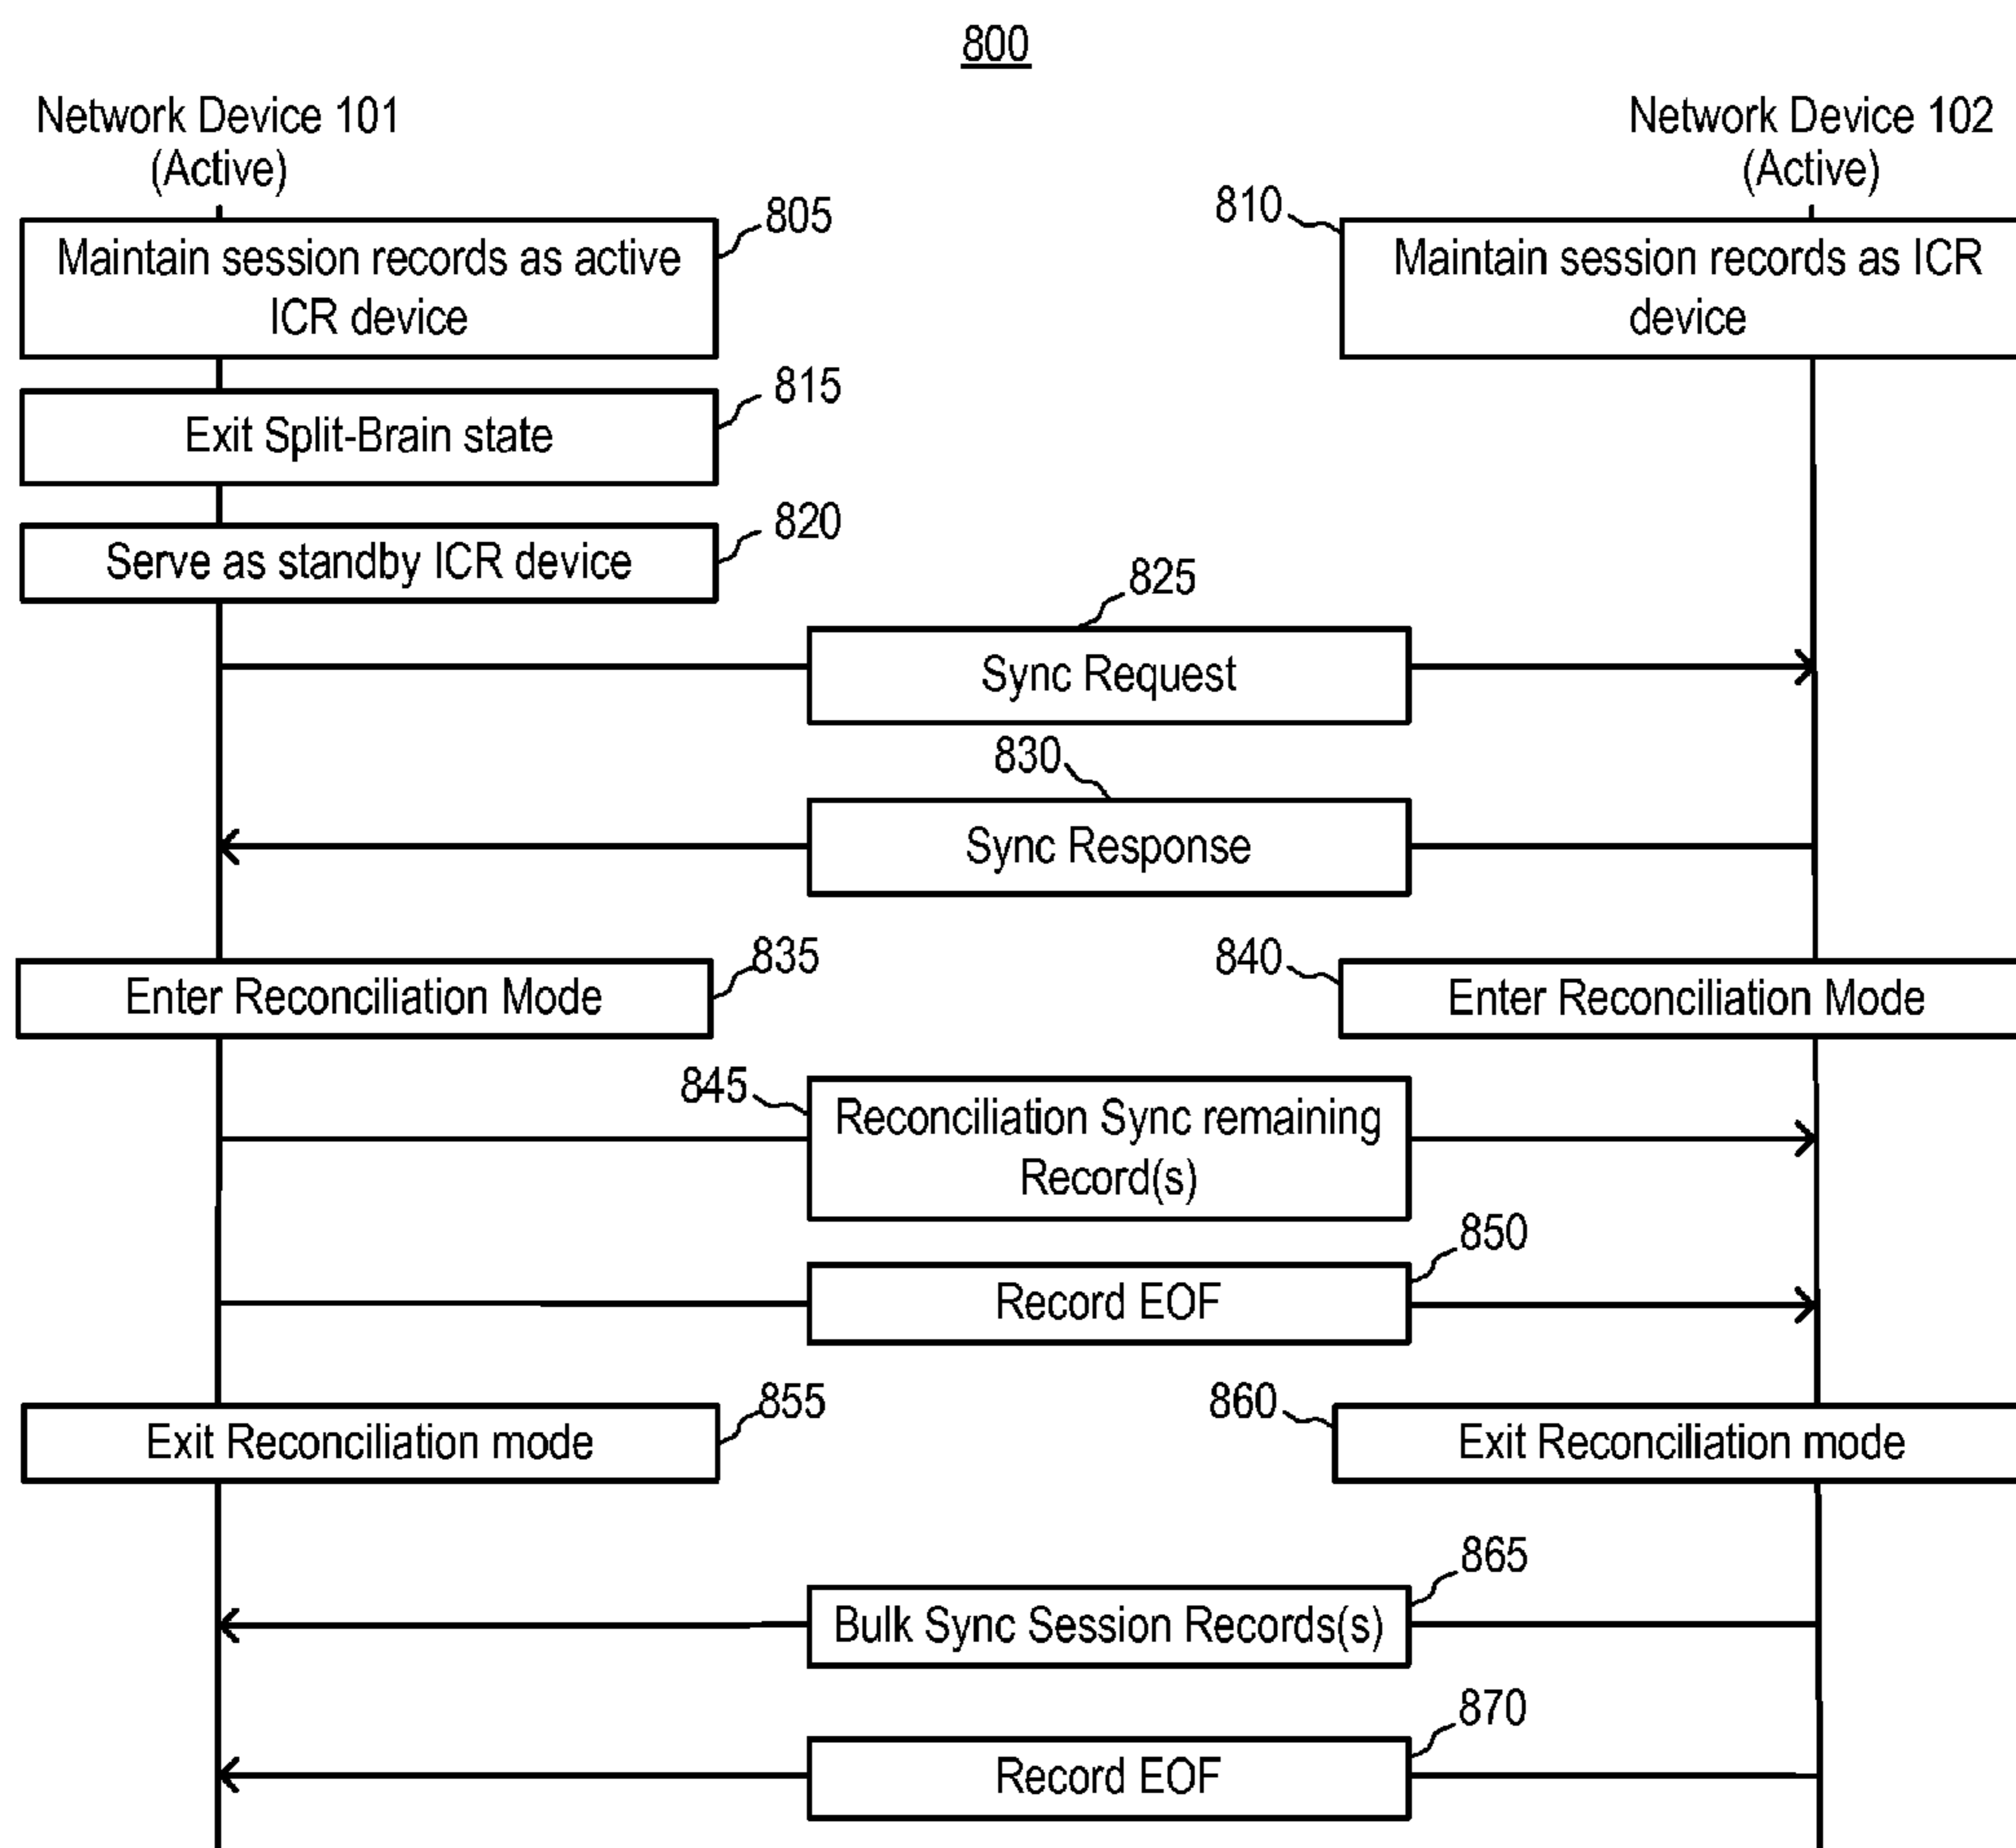 800
Network Device 101
(Active)
Network Device 102
(Active)
805
Maintain session records as active
ICR device
810
Maintain session records as ICR
device
815
Exit Split-Brain state
820
Serve as standby ICR device
825
Sync Request
830
Sync Response
835
Enter Reconciliation Mode
840
Enter Reconciliation Mode
845
Reconciliation Sync remaining
Record(s)
850
Record EOF
855
Exit Reconciliation mode
860
Exit Reconciliation mode
865
Bulk Sync Session Records(s)
870
Record EOF